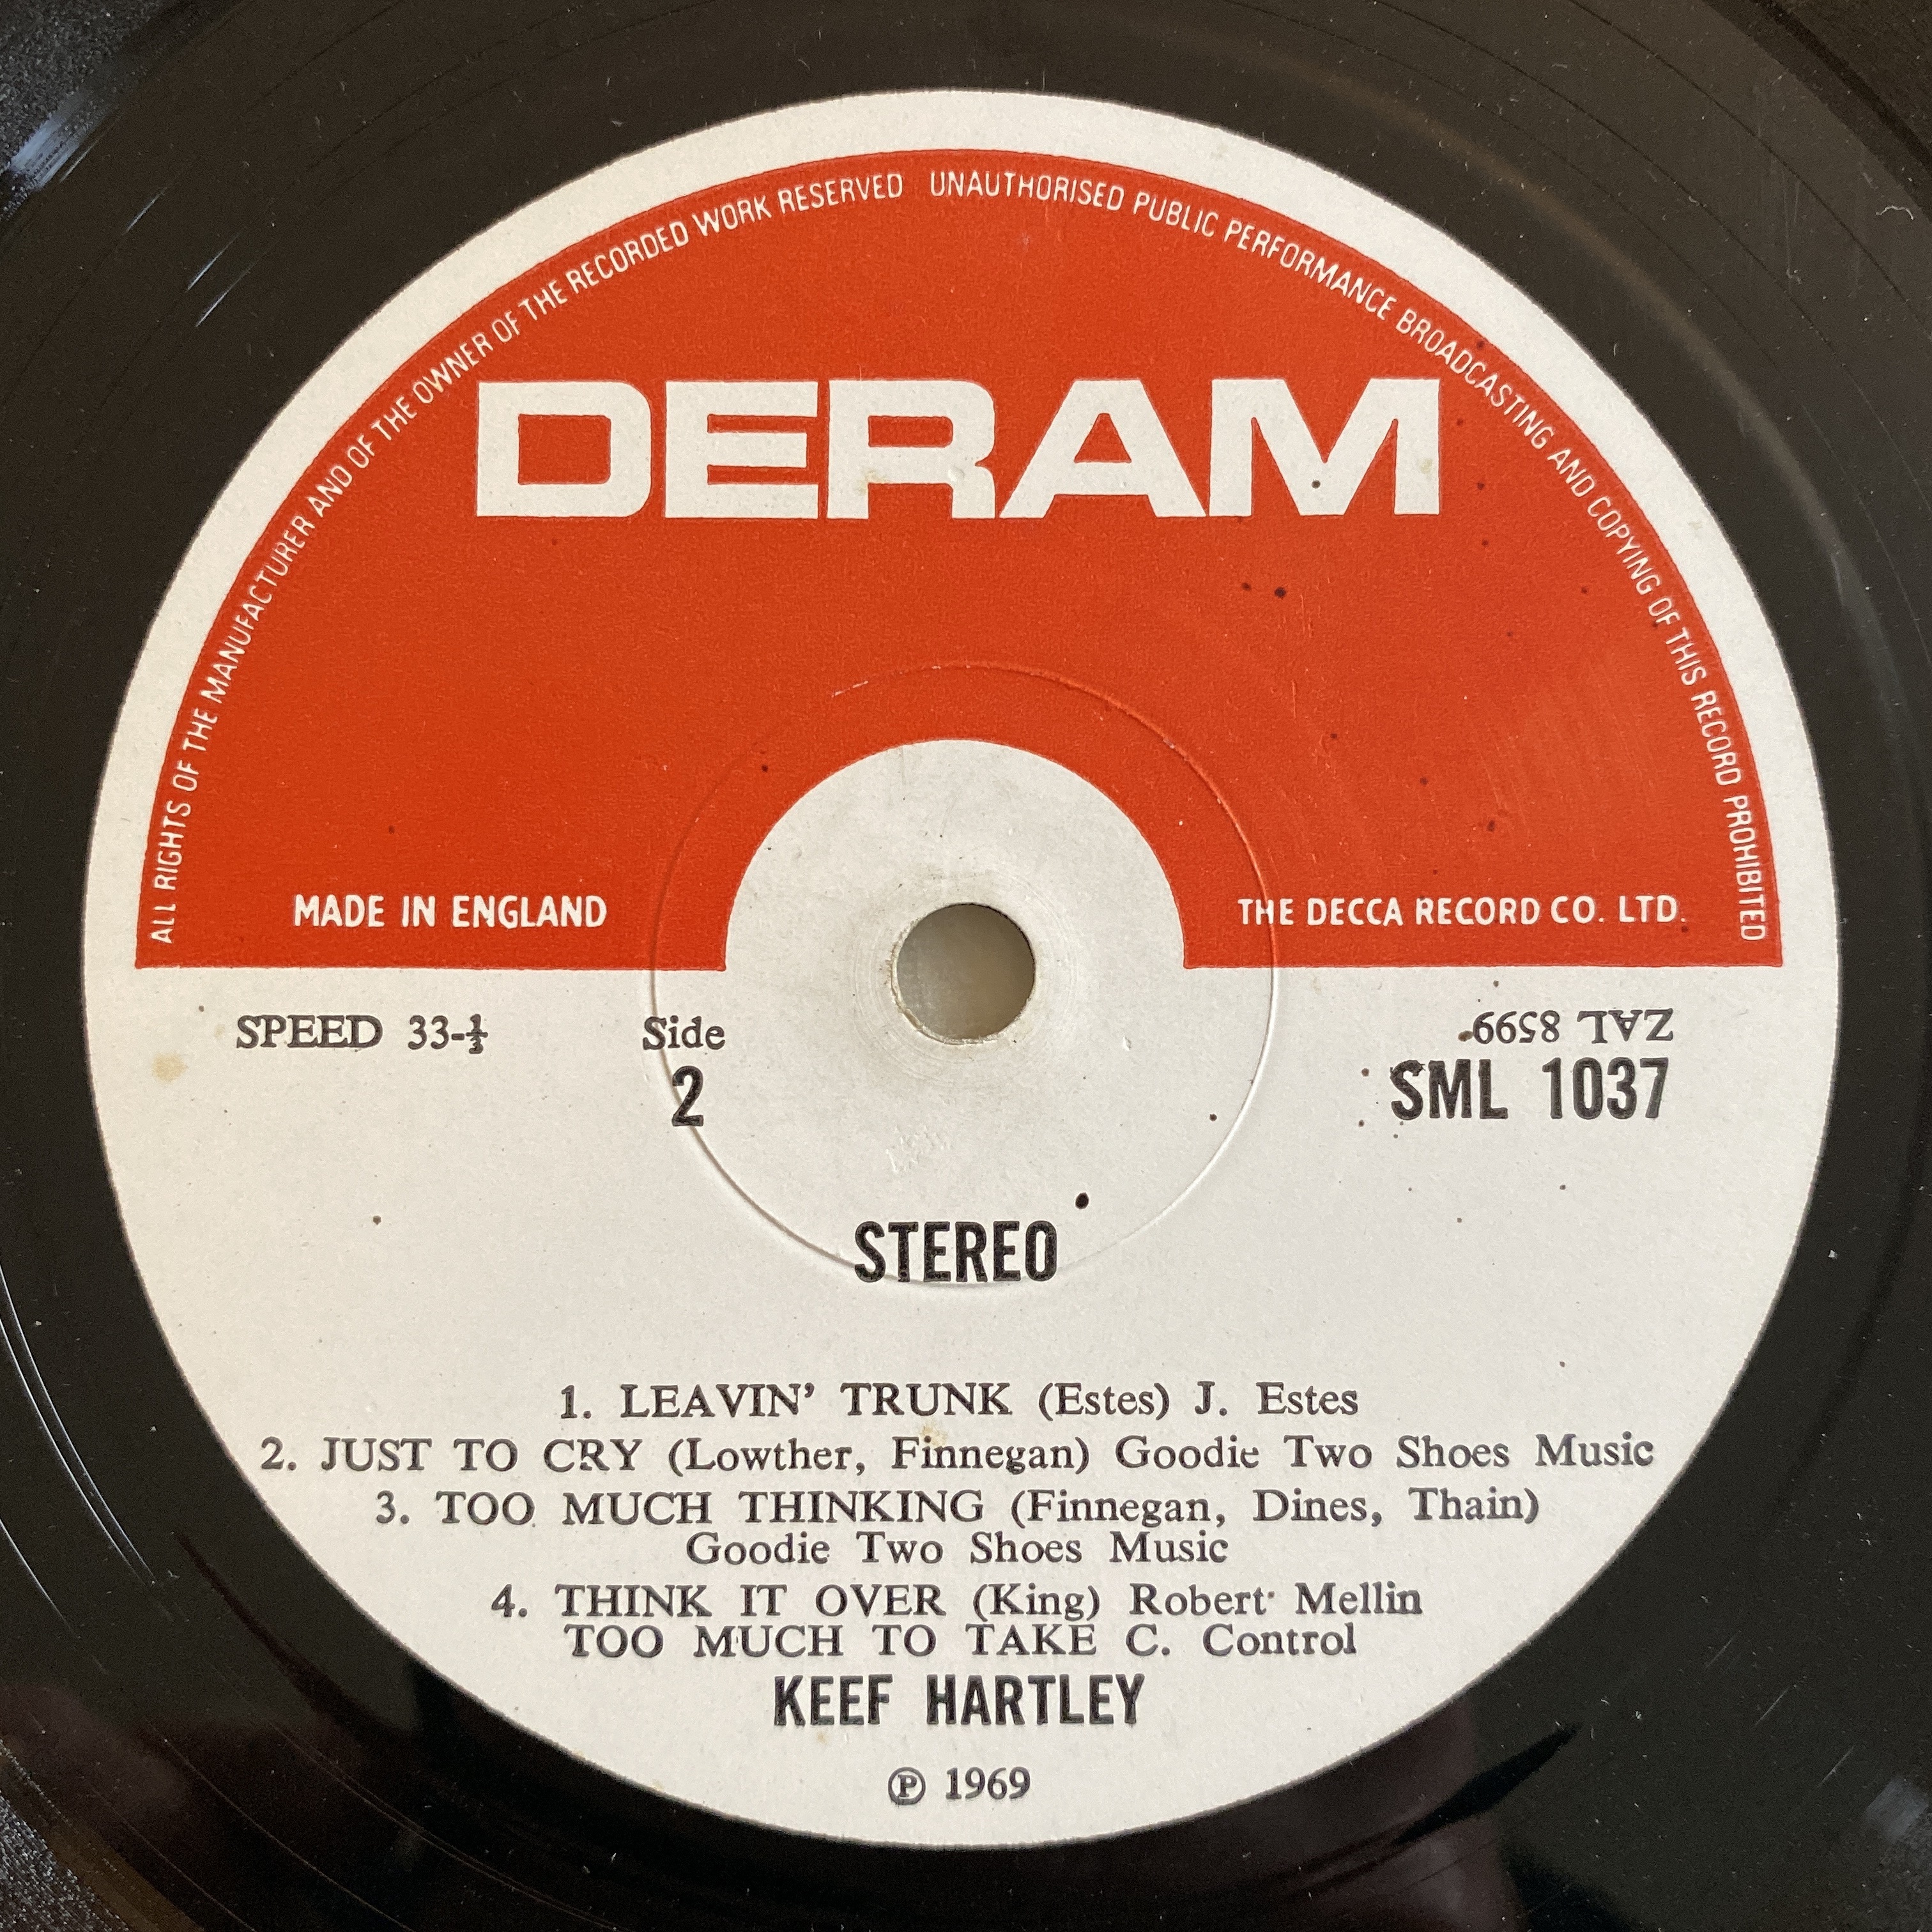 ALL RIGHTS OF THE MANUFACTURER AND OF THE OWNER OF THE RECORDED WORK RESERVED UNAUTHORISED PUBLIC PERFORMANCE BROADCASTING AND COPYING OF THIS RECORD PROHIBITED
DERAM
MADE IN ENGLAND
THE DECCA RECORD CO. LTD.
SPEED 33-⅓
Side
2
ZAL 8599
SML 1037
STEREO
1. LEAVIN' TRUNK (Estes) J. Estes
2. JUST TO CRY (Lowther, Finnegan) Goodie Two Shoes Music
3. TOO MUCH THINKING (Finnegan, Dines, Thain)
Goodie Two Shoes Music
4. THINK IT OVER (King) Robert Mellin
TOO MUCH TO TAKE C. Control
KEEF HARTLEY
℗ 1969